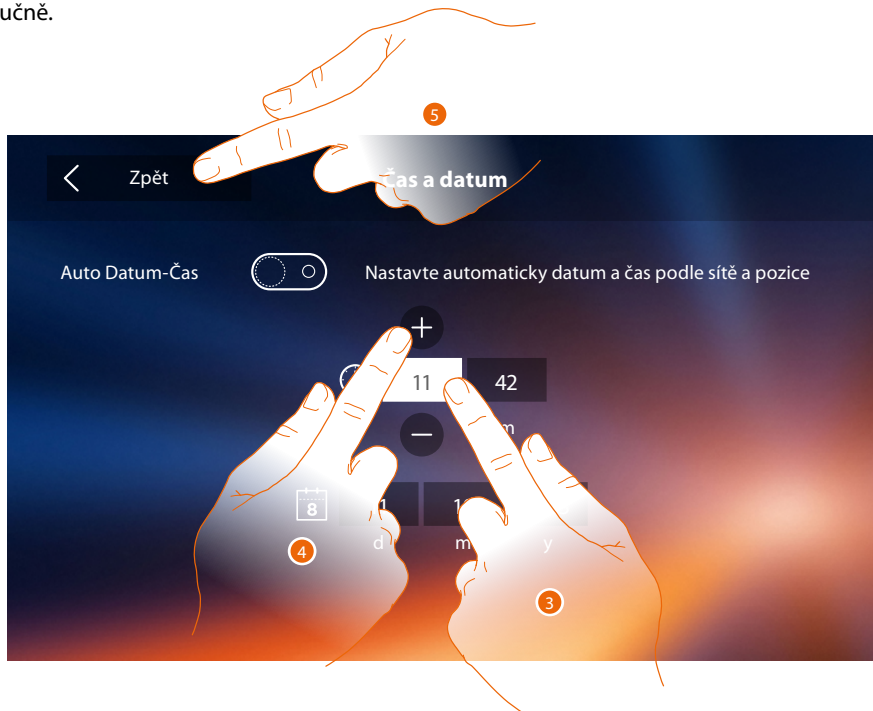 učně.
5
Zpět
Čas a datum
Auto Datum-Čas
Nastavte automaticky datum a čas podle sítě a pozice
11 42
m
8
d m y
4
3